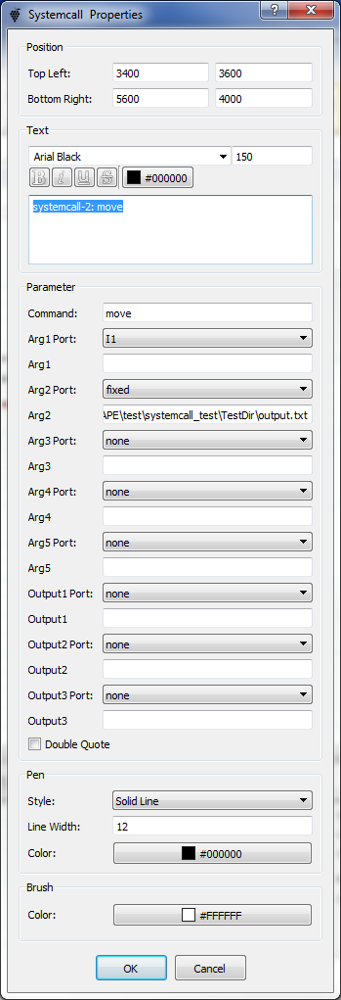 Systemcall Properties
?
Position
Top Left: 3400 3600
Bottom Right: 5600 4000
Text
Arial Black 150
B i U S #000000
systemcall-2: move
Parameter
Command: move
Arg1 Port: I1
Arg1
Arg2 Port: fixed
Arg2 \PE\test\systemcall_test\TestDir\output.txt
Arg3 Port: none
Arg3
Arg4 Port: none
Arg4
Arg5 Port: none
Arg5
Output1 Port: none
Output1
Output2 Port: none
Output2
Output3 Port: none
Output3
Double Quote
Pen
Style: Solid Line
Line Width: 12
Color: #000000
Brush
Color: #FFFFFF
OK Cancel